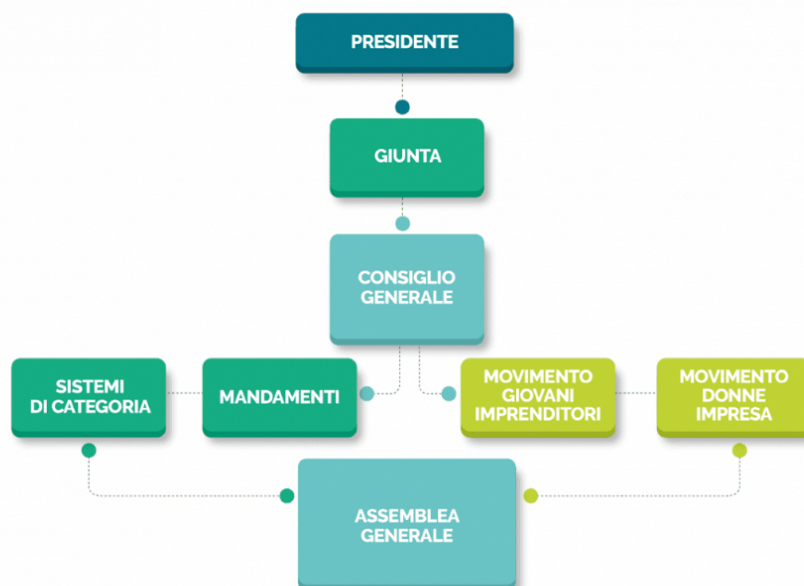 PRESIDENTE
GIUNTA
CONSIGLIO
GENERALE
SISTEMI
DI CATEGORIA
MANDAMENTI
MOVIMENTO
GIOVANI
IMPRENDITORI
MOVIMENTO
DONNE
IMPRESA
ASSEMBLEA
GENERALE